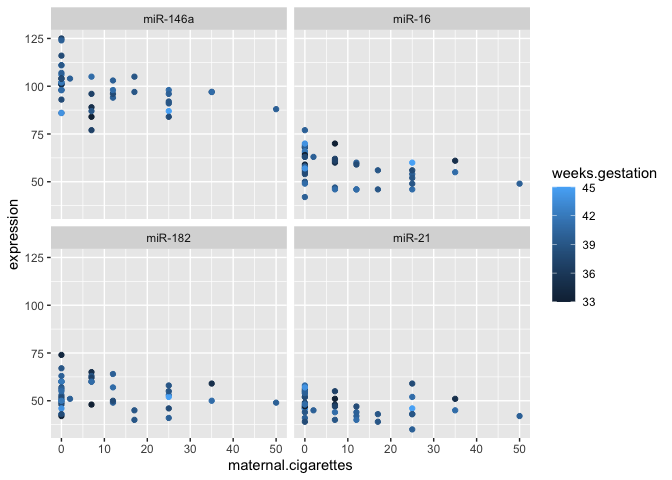 miR-146a
miR-16
125
100
75
50
miR-182
miR-21
125
100
75
50
0 10 20 30 40 50
0 10 20 30 40 50
maternal.cigarettes
expression
weeks.gestation
45
42
39
36
33